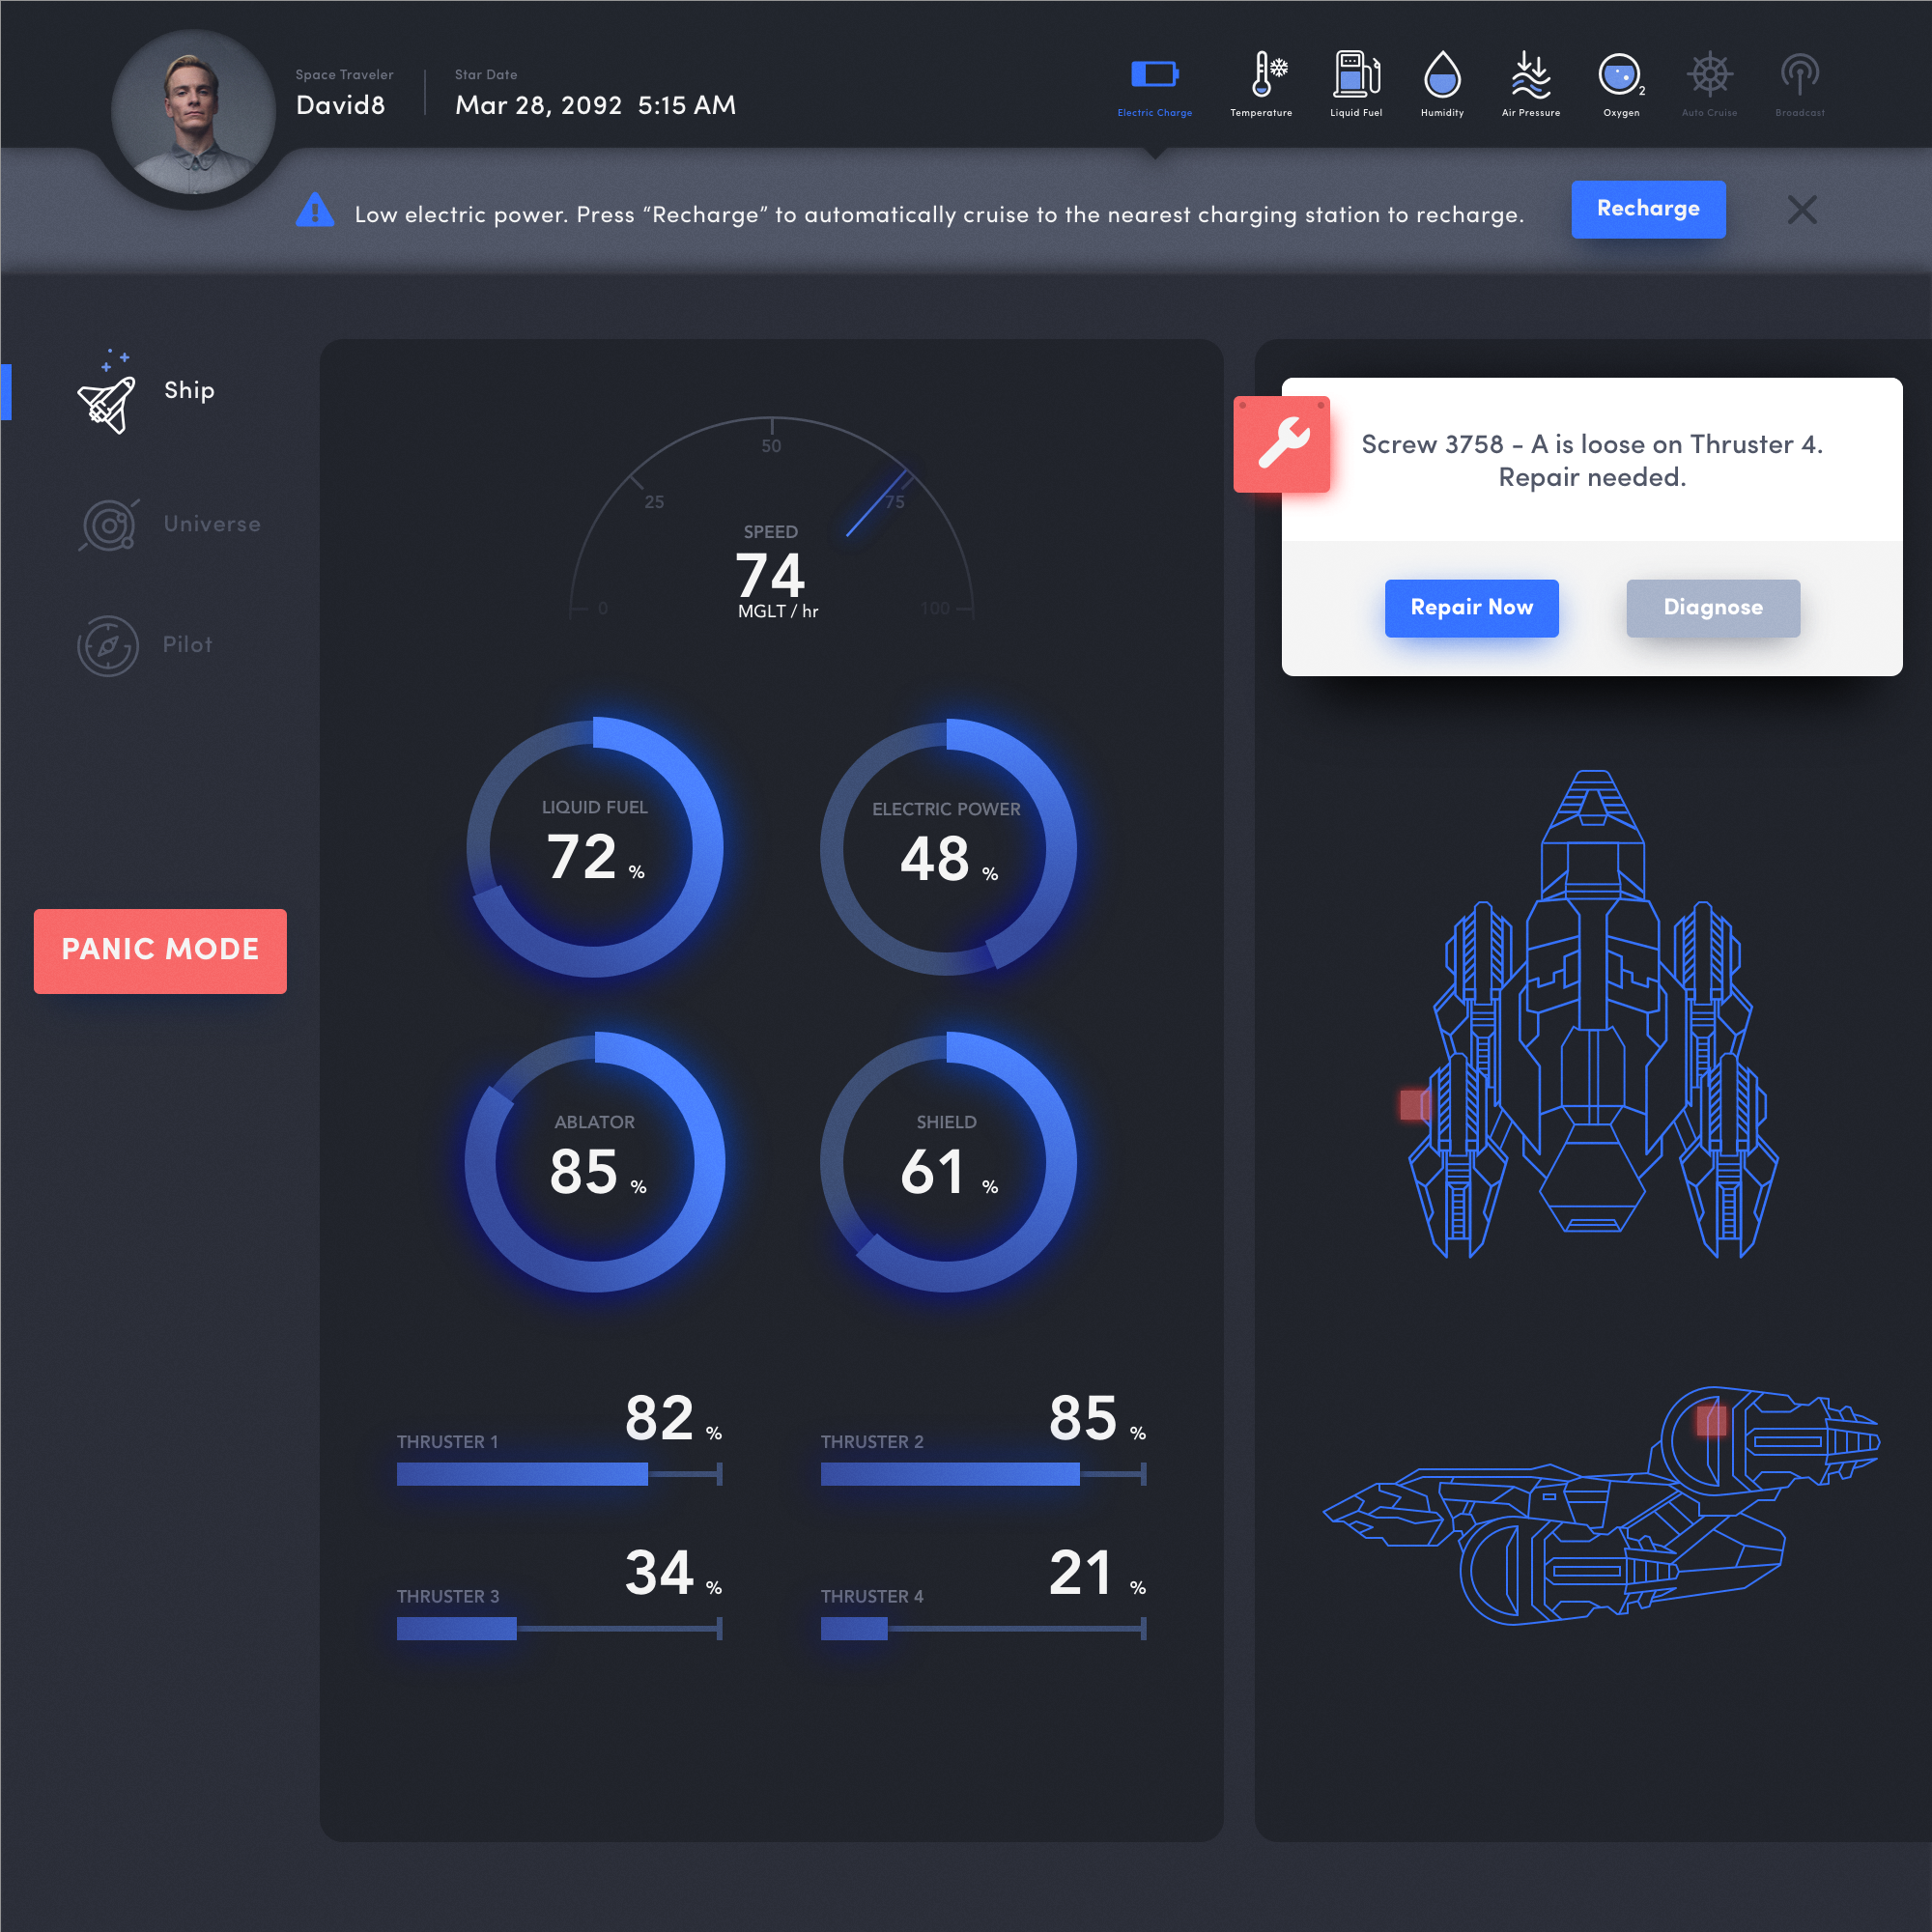 Space Traveler
David8
Star Date
Mar 28, 2092  5:15 AM
Electric Charge
Temperature
Liquid Fuel
Humidity
Air Pressure
2
Oxygen
Auto Cruise
Broadcast
Low electric power. Press “Recharge” to automatically cruise to the nearest charging station to recharge.
Recharge
Ship
Universe
Pilot
PANIC MODE
0
25
50
75
100
SPEED
74
MGLT / hr
LIQUID FUEL
72 %
ELECTRIC POWER
48 %
ABLATOR
85 %
SHIELD
61 %
THRUSTER 1
82 %
THRUSTER 2
85 %
THRUSTER 3
34 %
THRUSTER 4
21 %
Screw 3758 - A is loose on Thruster 4.
Repair needed.
Repair Now
Diagnose